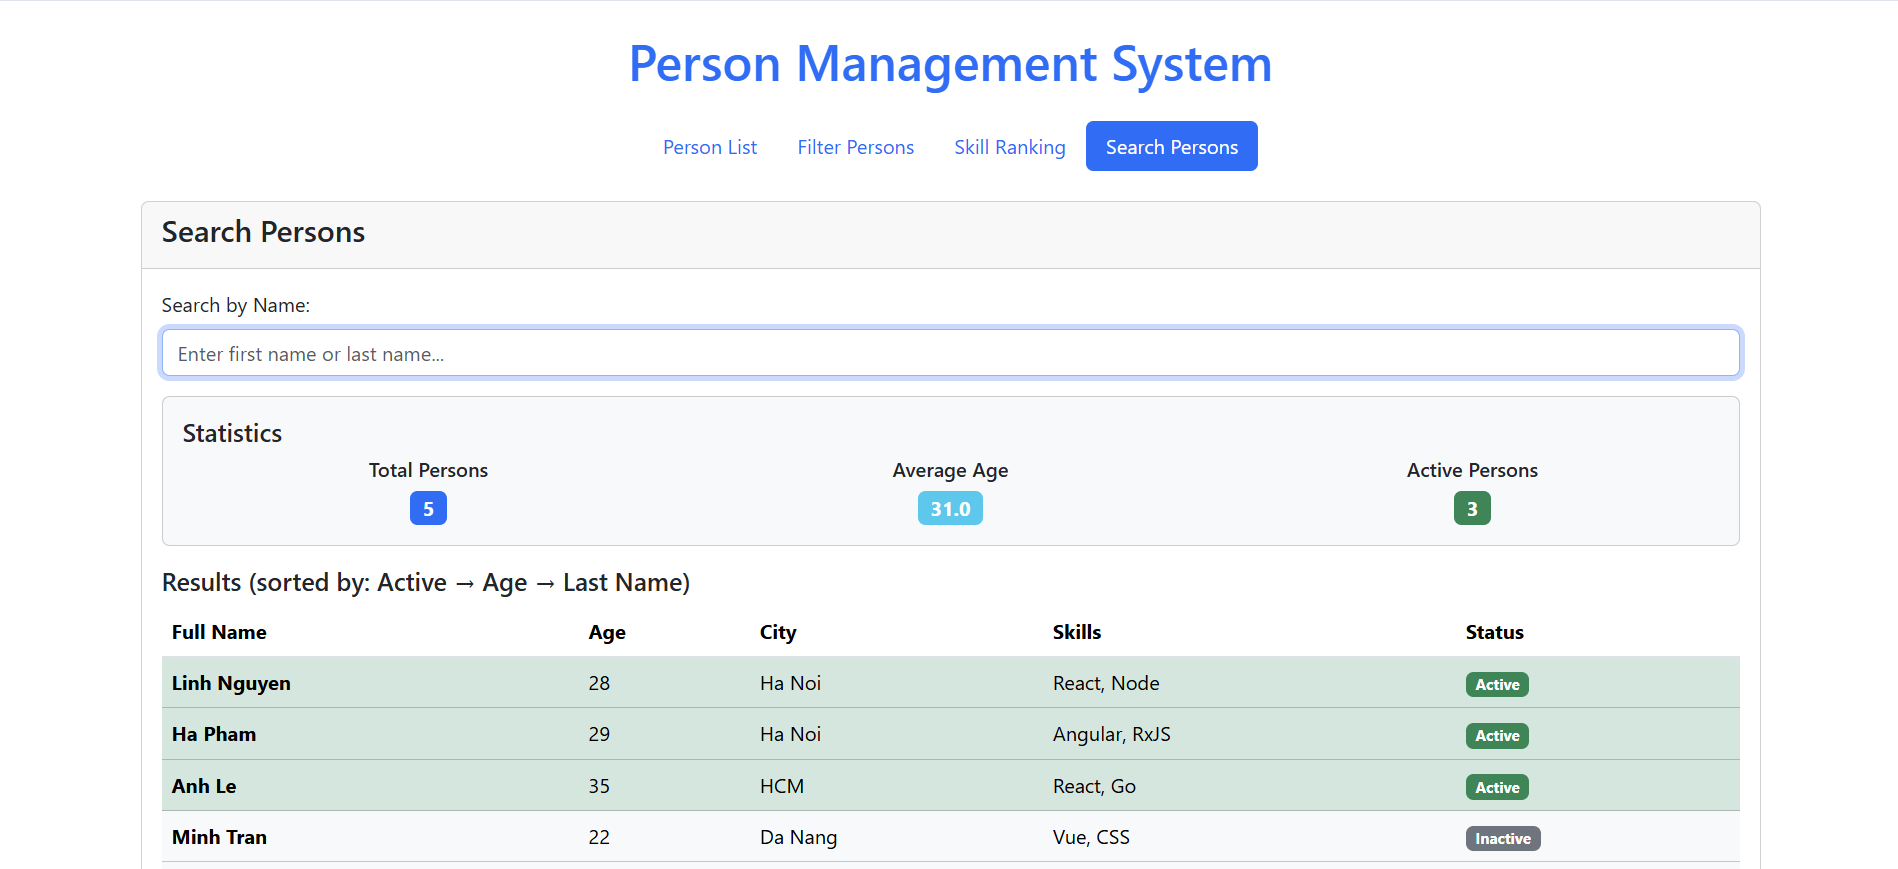 Person Management System
Person List Filter Persons Skill Ranking Search Persons
Search Persons
Search by Name:
Enter first name or last name...
Statistics
Total Persons Average Age Active Persons
5 31.0 3
Results (sorted by: Active → Age → Last Name)
Full Name Age City Skills Status
Linh Nguyen 28 Ha Noi React, Node Active
Ha Pham 29 Ha Noi Angular, RxJS Active
Anh Le 35 HCM React, Go Active
Minh Tran 22 Da Nang Vue, CSS Inactive